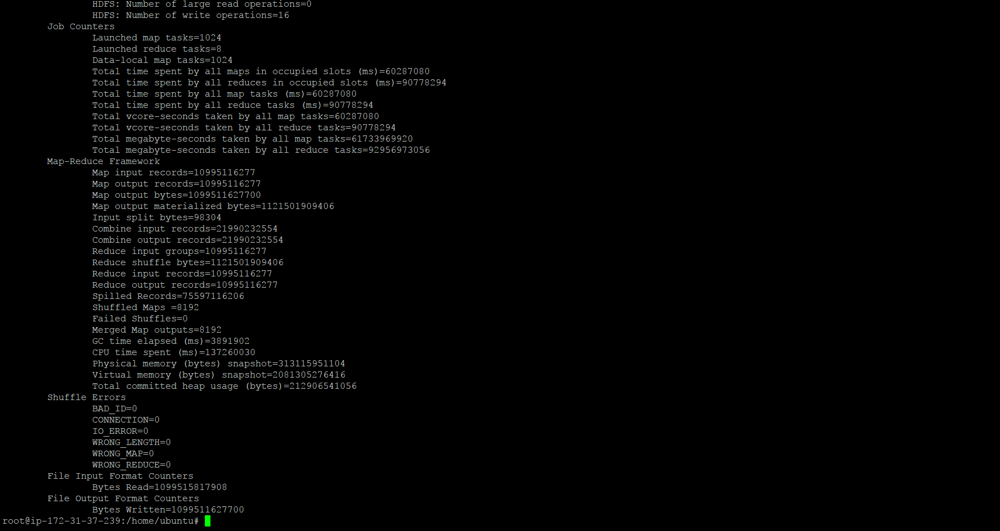 HDFS: Number of large read operations=0
HDFS: Number of write operations=16
Job Counters
Launched map tasks=1024
Launched reduce tasks=8
Data-local map tasks=1024
Total time spent by all maps in occupied slots (ms)=60287080
Total time spent by all reduces in occupied slots (ms)=90778294
Total time spent by all map tasks (ms)=60287080
Total time spent by all reduce tasks (ms)=90778294
Total vcore-seconds taken by all map tasks=60287080
Total vcore-seconds taken by all reduce tasks=90778294
Total megabyte-seconds taken by all map tasks=61733969920
Total megabyte-seconds taken by all reduce tasks=92956973056
Map-Reduce Framework
Map input records=10995116277
Map output records=10995116277
Map output bytes=1099511627700
Map output materialized bytes=1121501909406
Input split bytes=98304
Combine input records=21990232554
Combine output records=21990232554
Reduce input groups=10995116277
Reduce shuffle bytes=1121501909406
Reduce input records=10995116277
Reduce output records=10995116277
Spilled Records=75597116206
Shuffled Maps =8192
Failed Shuffles=0
Merged Map outputs=8192
GC time elapsed (ms)=3891902
CPU time spent (ms)=137260030
Physical memory (bytes) snapshot=313115951104
Virtual memory (bytes) snapshot=2081305276416
Total committed heap usage (bytes)=212906541056
Shuffle Errors
BAD_ID=0
CONNECTION=0
IO_ERROR=0
WRONG_LENGTH=0
WRONG_MAP=0
WRONG_REDUCE=0
File Input Format Counters
Bytes Read=1099515817908
File Output Format Counters
Bytes Written=1099511627700
root@ip-172-31-37-239:/home/ubuntu#